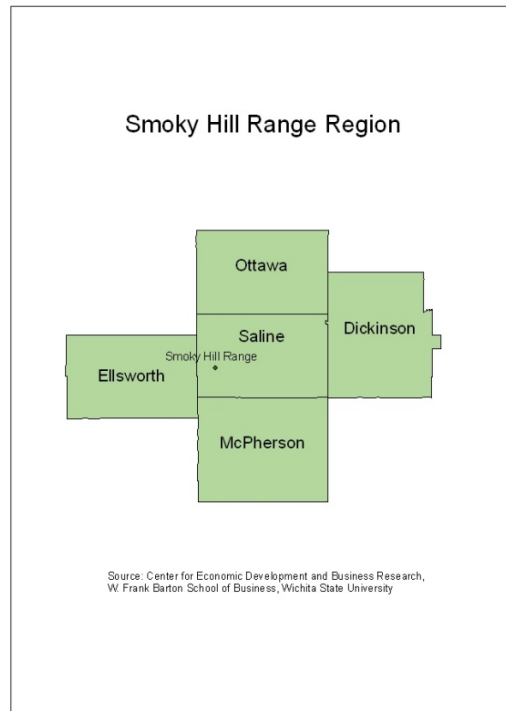 Smoky Hill Range Region
Ottawa
Saline
Dickinson
Smoky Hill Range
Ellsworth
McPherson
Source: Center for Economic Development and Business Research,
W. Frank Barton School of Business, Wichita State University